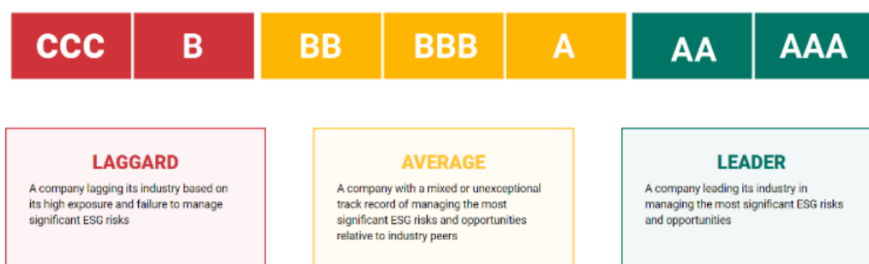 CCC B BB BBB A AA AAA
LAGGARD
A company lagging its industry based on
its high exposure and failure to manage
significant ESG risks
AVERAGE
A company with a mixed or unexceptional
track record of managing the most
significant ESG risks and opportunities
relative to industry peers
LEADER
A company leading its industry in
managing the most significant ESG risks
and opportunities